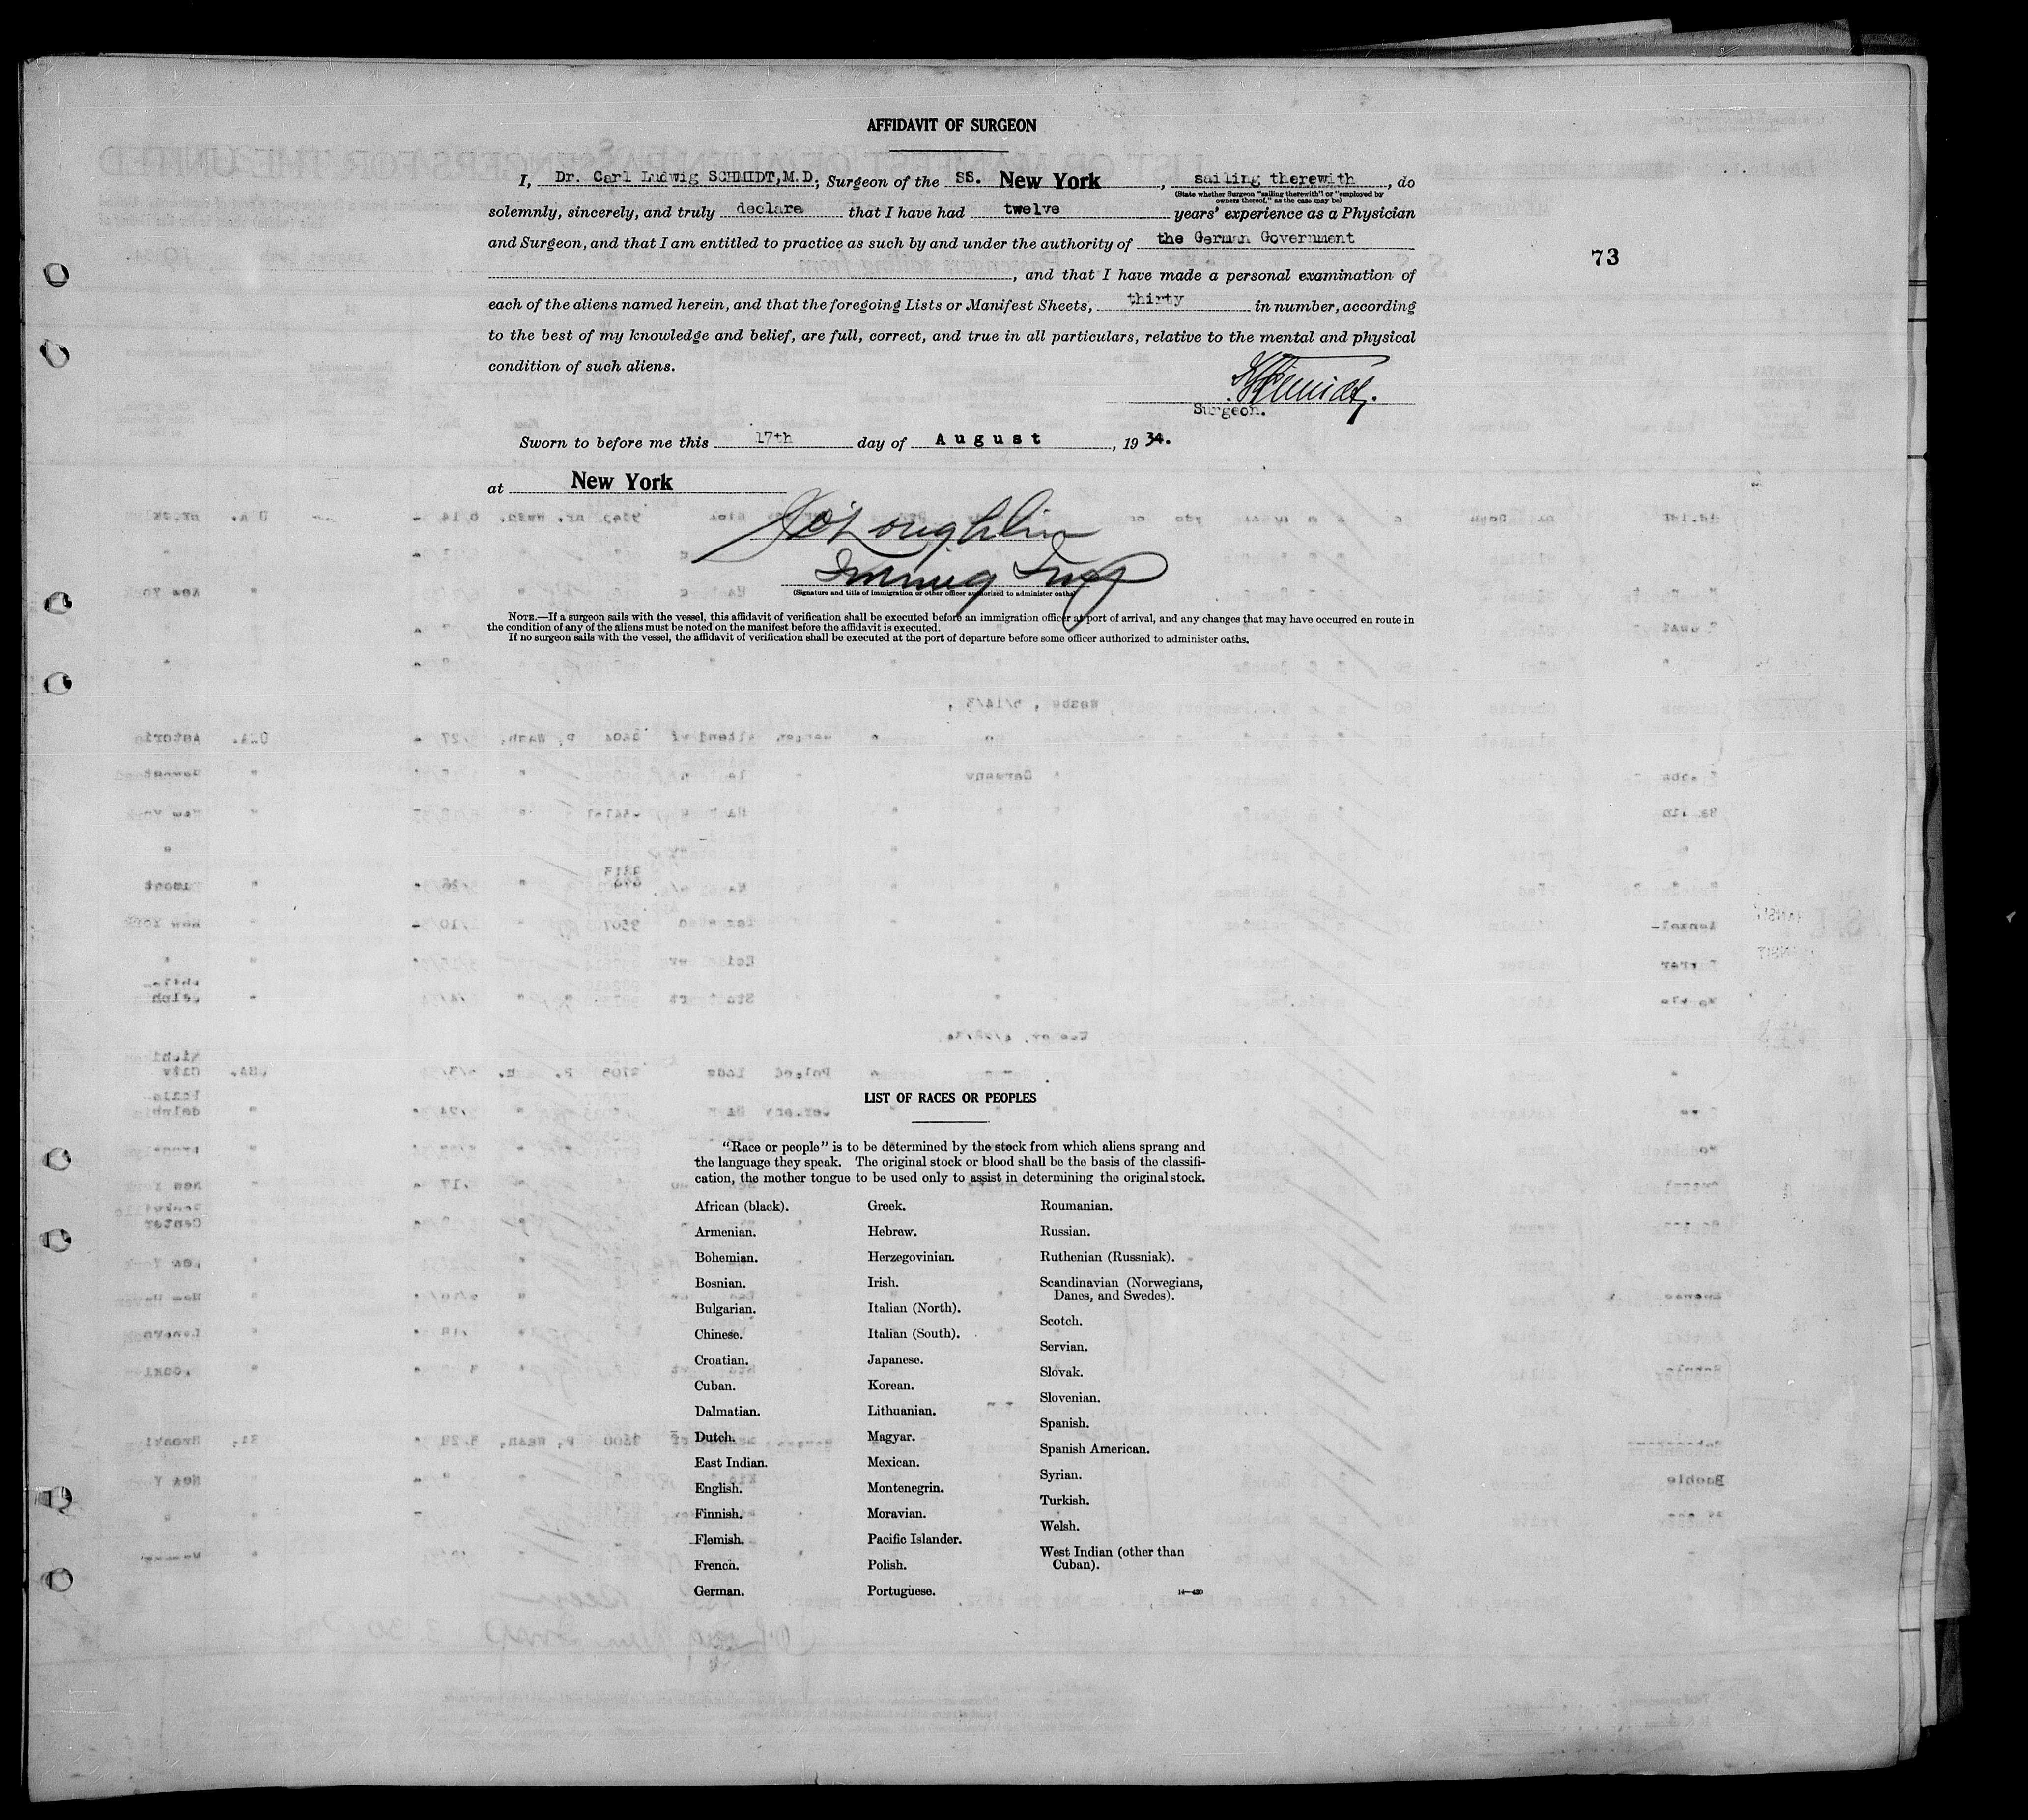 AFFIDAVIT OF SURGEON
I, Dr. Carl Ludwig SCHMIDT,M.D., Surgeon of the SS. New York, sailing therewith, do
(State whether Surgeon "sailing therewith" or "employed by
owners thereof," as the case may be)
solemnly, sincerely, and truly declare that I have had twelve years' experience as a Physician
and Surgeon, and that I am entitled to practice as such by and under the authority of the German Government
73
, and that I have made a personal examination of
each of the aliens named herein, and that the foregoing Lists or Manifest Sheets, thirty in number, according
to the best of my knowledge and belief, are full, correct, and true in all particulars, relative to the mental and physical
condition of such aliens.
Schmidt.
Surgeon.
Sworn to before me this 17th day of August, 19 34.
at New York
O'Loughlin
Immig Insp
(Signature and title of immigration or other officer authorized to administer oaths)
NOTE.—If a surgeon sails with the vessel, this affidavit of verification shall be executed before an immigration officer at port of arrival, and any changes that may have occurred en route in
the condition of any of the aliens must be noted on the manifest before the affidavit is executed.
If no surgeon sails with the vessel, the affidavit of verification shall be executed at the port of departure before some officer authorized to administer oaths.
LIST OF RACES OR PEOPLES
"Race or people" is to be determined by the stock from which aliens sprang and
the language they speak. The original stock or blood shall be the basis of the classifi-
cation, the mother tongue to be used only to assist in determining the original stock.
African (black).
Armenian.
Bohemian.
Bosnian.
Bulgarian.
Chinese.
Croatian.
Cuban.
Dalmatian.
Dutch.
East Indian.
English.
Finnish.
Flemish.
French.
German.
Greek.
Hebrew.
Herzegovinian.
Irish.
Italian (North).
Italian (South).
Japanese.
Korean.
Lithuanian.
Magyar.
Mexican.
Montenegrin.
Moravian.
Pacific Islander.
Polish.
Portuguese.
Roumanian.
Russian.
Ruthenian (Russniak).
Scandinavian (Norwegians,
Danes, and Swedes).
Scotch.
Servian.
Slovak.
Slovenian.
Spanish.
Spanish American.
Syrian.
Turkish.
Welsh.
West Indian (other than
Cuban).